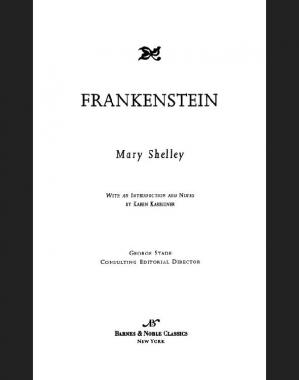 FRANKENSTEIN
Mary Shelley
WITH AN INTRODUCTION AND NOTES
BY KAREN KARBIENER
GEORGE STADE
CONSULTING EDITORIAL DIRECTOR
BARNES & NOBLE CLASSICS
NEW YORK